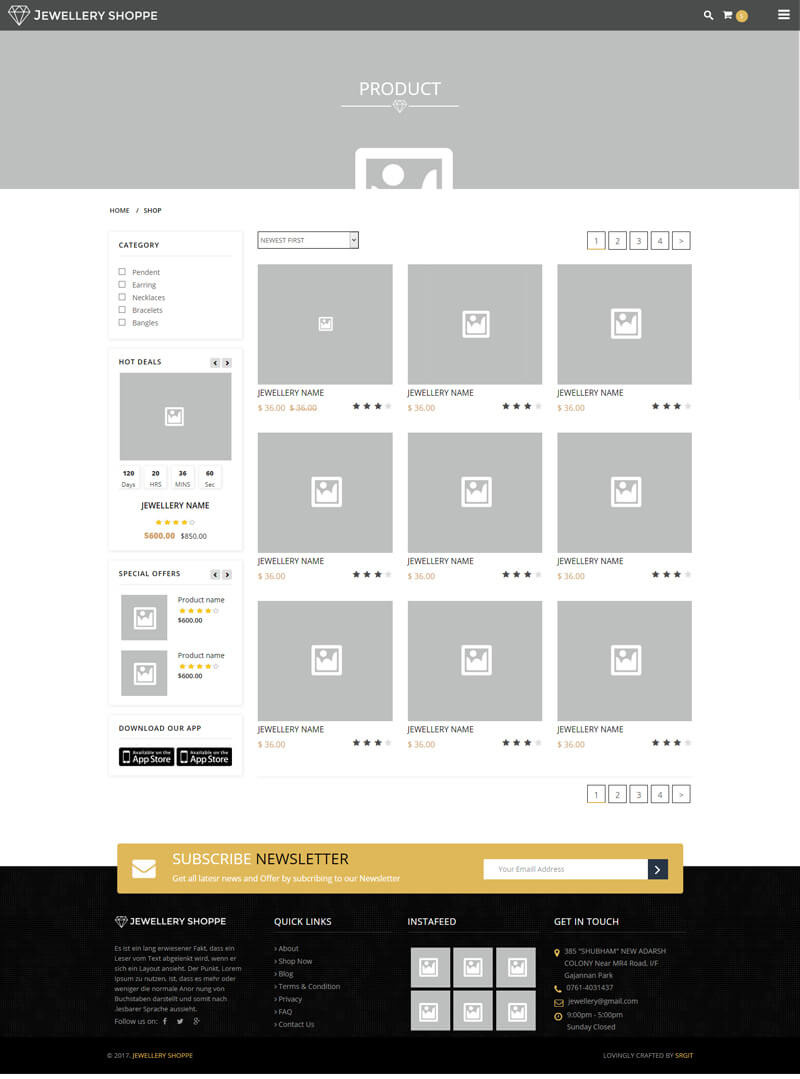 JEWELLERY SHOPPE
PRODUCT
HOME / SHOP
CATEGORY
Pendent
Earring
Necklaces
Bracelets
Bangles
HOT DEALS
120 20 36 60
Days HRS MINS Sec
JEWELLERY NAME
$600.00 $850.00
SPECIAL OFFERS
Product name
$600.00
Product name
$600.00
DOWNLOAD OUR APP
Available on the App Store
Available on the App Store
NEWEST FIRST
1 2 3 4 >
JEWELLERY NAME JEWELLERY NAME JEWELLERY NAME
$ 36.00 $ 36.00 $ 36.00 $ 36.00
JEWELLERY NAME JEWELLERY NAME JEWELLERY NAME
$ 36.00 $ 36.00 $ 36.00
JEWELLERY NAME JEWELLERY NAME JEWELLERY NAME
$ 36.00 $ 36.00 $ 36.00
1 2 3 4 >
SUBSCRIBE NEWSLETTER
Get all latesr news and Offer by subcribing to our Newsletter
Your Emaill Address
JEWELLERY SHOPPE
Es ist ein lang erwiesener Fakt, dass ein
Leser vom Text abgelenkt wird, wenn er
sich ein Layout ansieht. Der Punkt, Lorem
Ipsum zu nutzen, ist, dass es mehr oder
weniger die normale Anor nung von
Buchstaben darstellt und somit nach
.lesbarer Sprache aussieht.
Follow us on:
QUICK LINKS
> About
> Shop Now
> Blog
> Terms & Condition
> Privacy
> FAQ
> Contact Us
INSTAFEED
GET IN TOUCH
385 "SHUBHAM" NEW ADARSH
COLONY Near MR4 Road, I/F
Gajannan Park
0761-4031437
jewellery@gmail.com
9:00pm - 5:00pm
Sunday Closed
© 2017. JEWELLERY SHOPPE
LOVINGLY CRAFTED BY SRGIT